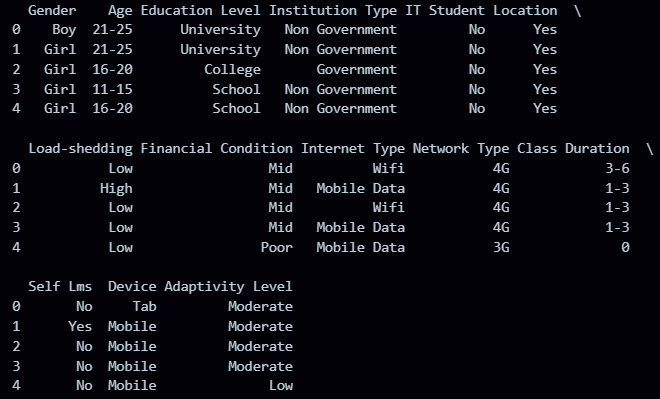 Gender Age Education Level Institution Type IT Student Location \
0 Boy 21-25 University Non Government No Yes
1 Girl 21-25 University Non Government No Yes
2 Girl 16-20 College Government No Yes
3 Girl 11-15 School Non Government No Yes
4 Girl 16-20 School Non Government No Yes
Load-shedding Financial Condition Internet Type Network Type Class Duration \
0 Low Mid Wifi 4G 3-6
1 High Mid Mobile Data 4G 1-3
2 Low Mid Wifi 4G 1-3
3 Low Mid Mobile Data 4G 1-3
4 Low Poor Mobile Data 3G 0
Self Lms Device Adaptivity Level
0 No Tab Moderate
1 Yes Mobile Moderate
2 No Mobile Moderate
3 No Mobile Moderate
4 No Mobile Low